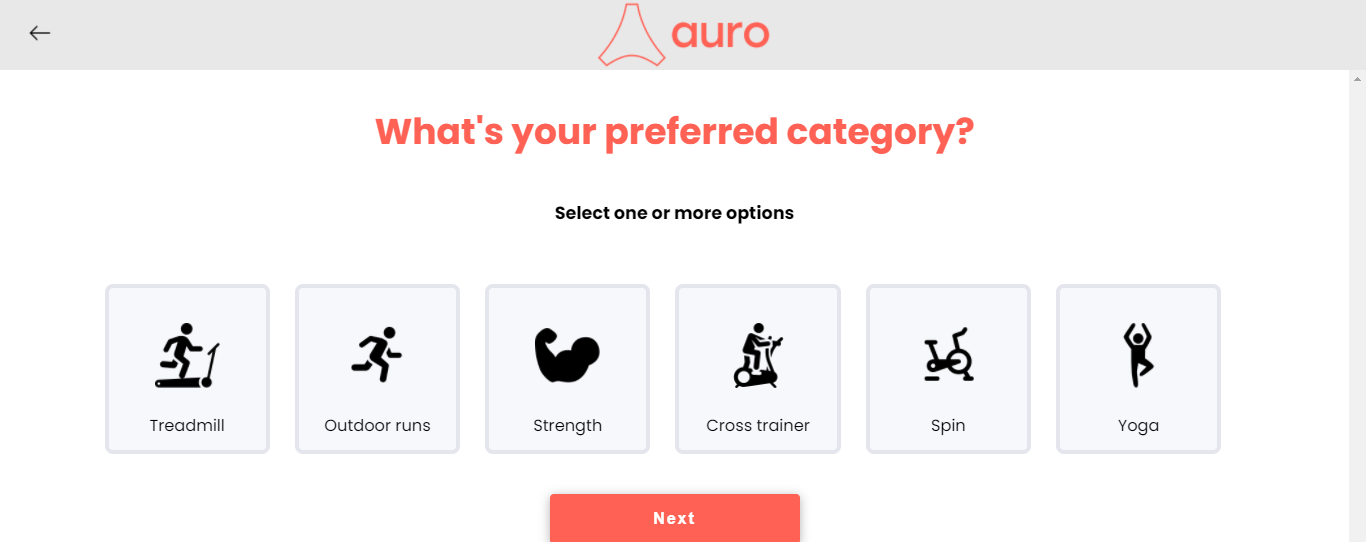 auro
What's your preferred category?
Select one or more options
Treadmill
Outdoor runs
Strength
Cross trainer
Spin
Yoga
Next